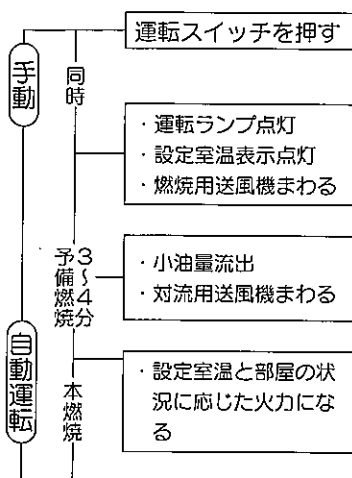 運転スイッチを押す
手動
同時
・運転ランプ点灯
・設定室温表示点灯
・燃焼用送風機まわる
3〜4分
予備燃焼
・小油量流出
・対流用送風機まわる
自動運転
本燃焼
・設定室温と部屋の状
況に応じた火力にな
る